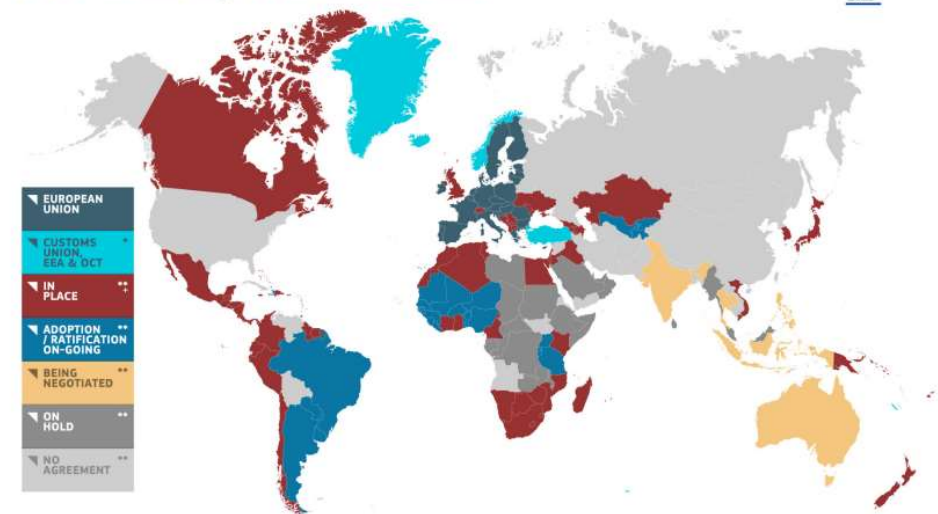 EUROPEAN
UNION
CUSTOMS *
UNION,
EEA & OCT
IN **
PLACE +
ADOPTION **
/ RATIFICATION
ON-GOING
BEING **
NEGOTIATED
ON **
HOLD
NO **
AGREEMENT